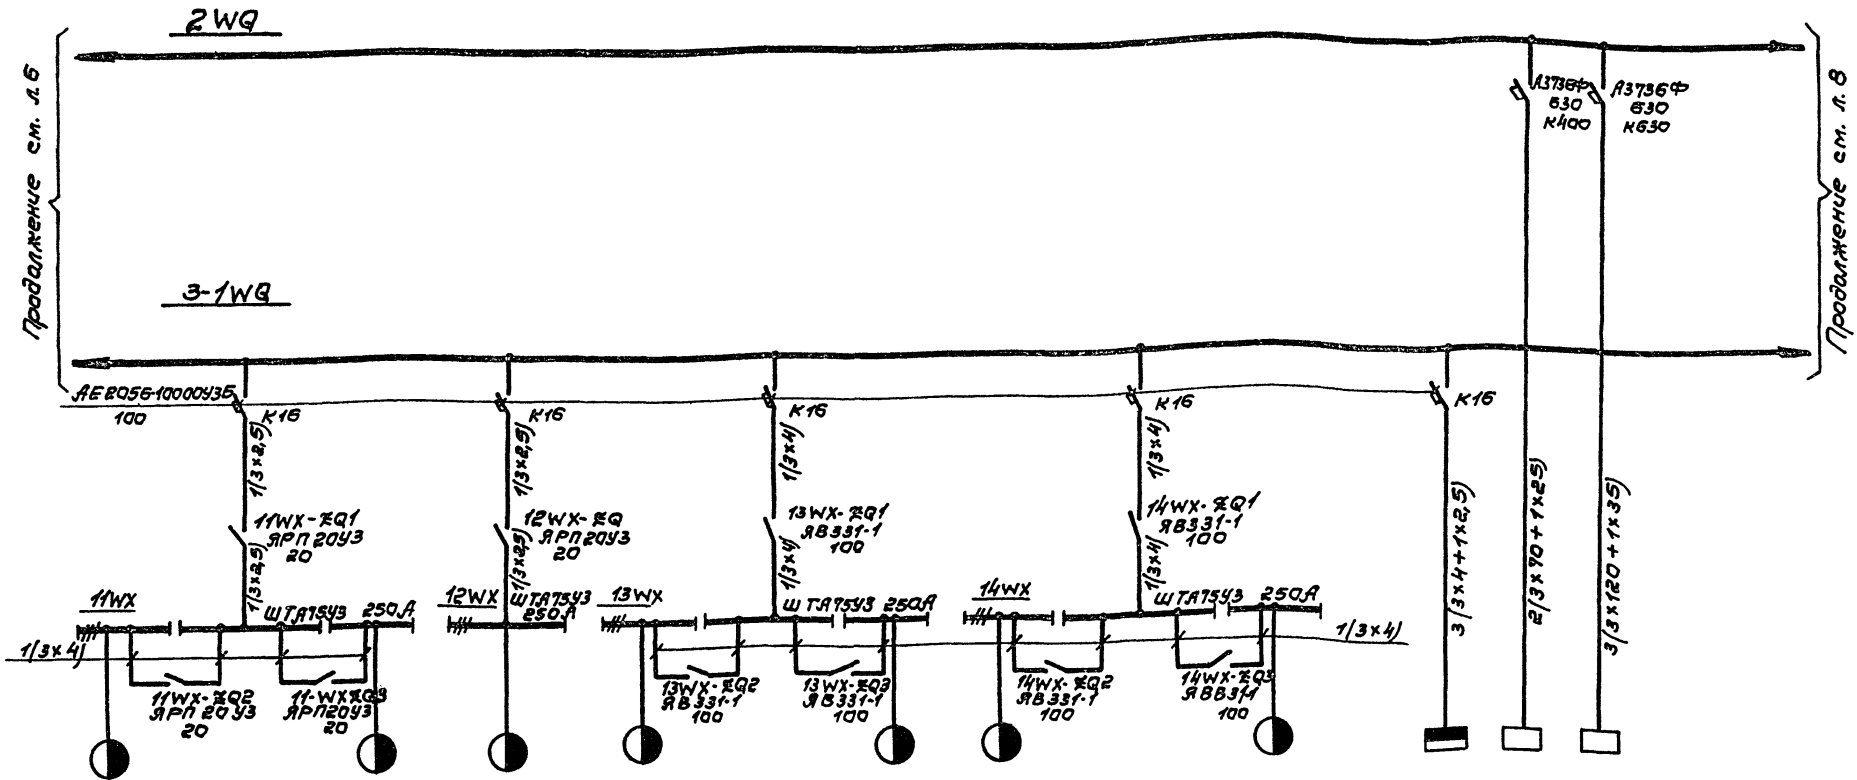 2WQ
Продолжение см. л.6
А373БФ
630
К400
А373БФ
630
К630
Продолжение см. л. 8
3-1WQ
АЕ2056-10000У3Б
100
К16
К16
К16
К16
К16
1/(3×2,5)
1/(3×2,5)
1/(3×4)
1/(3×4)
3/(3×4+1×2,5)
2/(3×70+1×25)
3/(3×120+1×35)
11WX-ZQ1
ЯРП20У3
20
12WX-ZQ
ЯРП20У3
20
13WX-ZQ1
ЯВ331-1
100
14WX-ZQ1
ЯВ331-1
100
1/(3×2,5)
1/(3×2,5)
1/(3×4)
1/(3×4)
11WX
ШТА75У3
250А
12WX
ШТА75У3
250А
13WX
ШТА75У3
250А
14WX
ШТА75У3
250А
1/(3×4)
1/(3×4)
11WX-ZQ2
ЯРП20У3
20
11-WXZQ3
ЯРП20У3
20
13WX-ZQ2
ЯВ331-1
100
13WX-ZQ3
ЯВ331-1
100
14WX-ZQ2
ЯВ331-1
100
14WX-ZQ3
ЯВ331-1
100